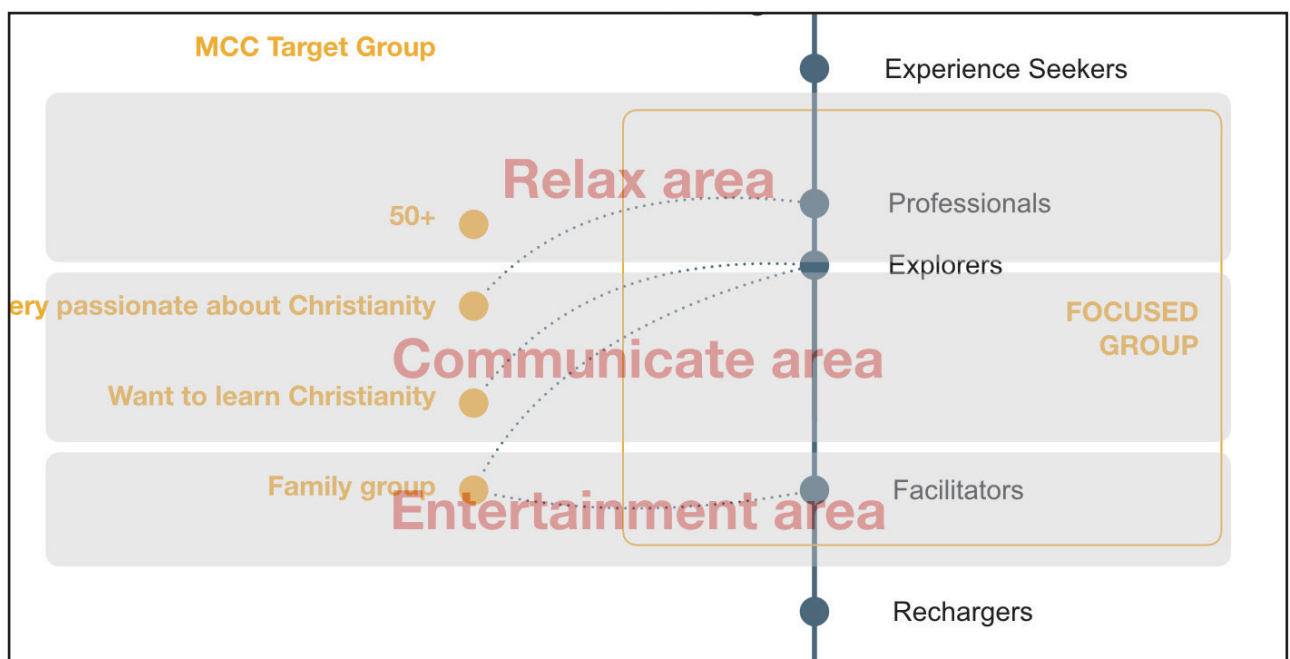 MCC Target Group
Experience Seekers
Relax area
Professionals
50+
Explorers
ery passionate about Christianity
FOCUSED
GROUP
Communicate area
Want to learn Christianity
Family group
Facilitators
Entertainment area
Rechargers